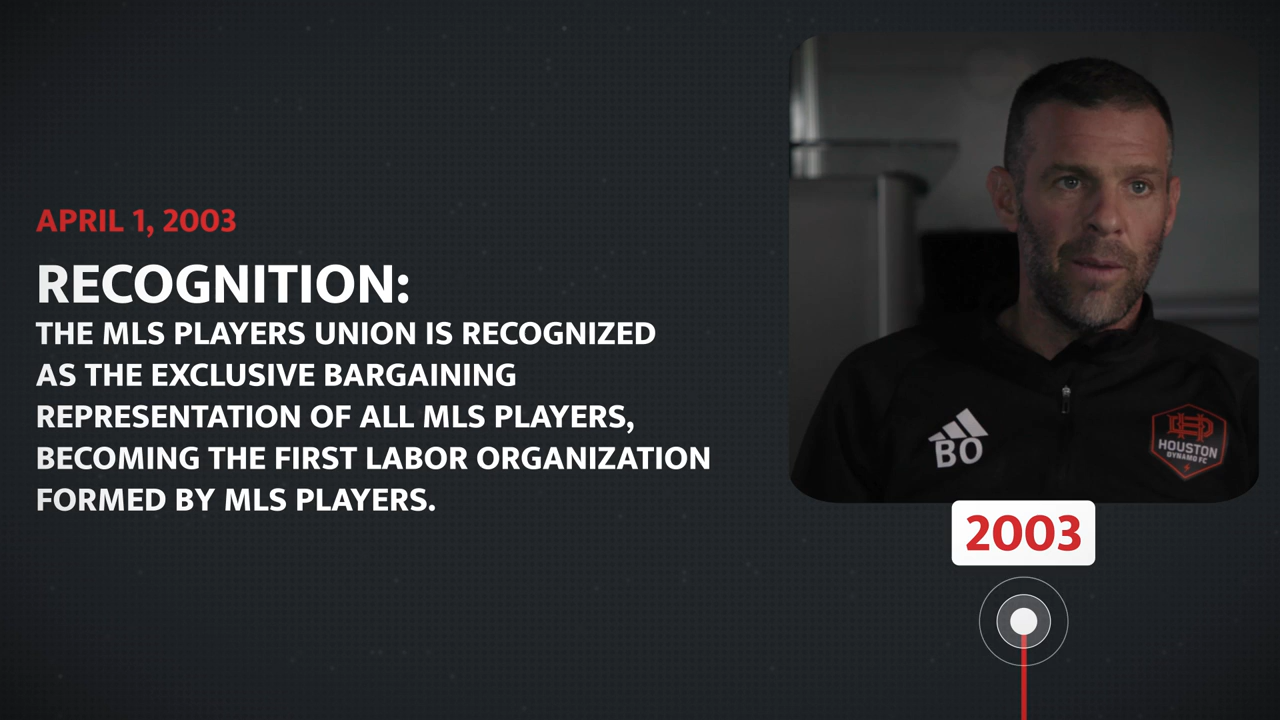 APRIL 1, 2003
RECOGNITION:
THE MLS PLAYERS UNION IS RECOGNIZED
AS THE EXCLUSIVE BARGAINING
REPRESENTATION OF ALL MLS PLAYERS,
BECOMING THE FIRST LABOR ORGANIZATION
FORMED BY MLS PLAYERS.
BO
HD
HOUSTON
DYNAMO FC
2003